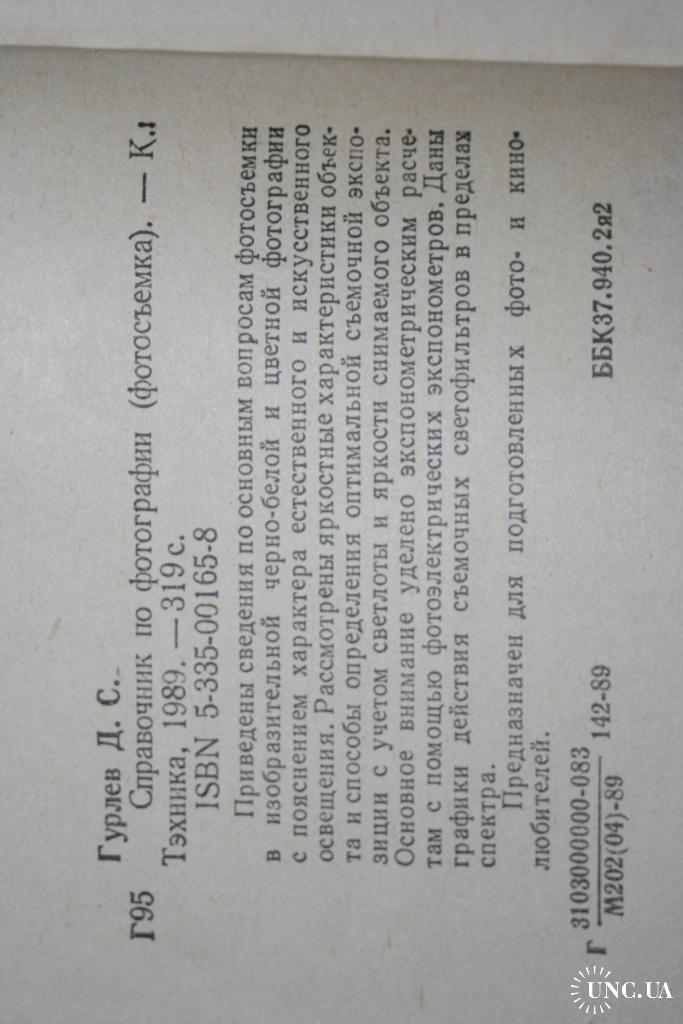 Гурлев Д. С.
Г95 Справочник по фотографии (фотосъемка). — К.:
Тэхника, 1989. — 319 с.
ISBN 5-335-00165-8
Приведены сведения по основным вопросам фотосъемки
в изобразительной черно-белой и цветной фотографии
с пояснением характера естественного и искусственного
освещения. Рассмотрены яркостные характеристики объек-
та и способы определения оптимальной съемочной экспо-
зиции с учетом светлоты и яркости снимаемого объекта.
Основное внимание уделено экспонометрическим расче-
там с помощью фотоэлектрических экспонометров. Даны
графики действия съемочных светофильтров в пределах
спектра.
Предназначен для подготовленных фото- и кино-
любителей.
Г 3103000000-083 142-89 ББК37.940.2я2
М202(04)-89
UNC.UA